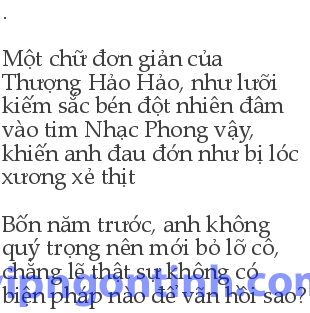 .
Một chữ đơn giản của
Thượng Hảo Hảo, như lưỡi
kiếm sắc bén đột nhiên đâm
vào tim Nhạc Phong vậy,
khiến anh đau đớn như bị lóc
xương xẻ thịt
Bốn năm trước, anh không
quý trọng nên mới bỏ lỡ cô,
chẳng lẽ thật sự không có
biện pháp nào để vãn hồi sao?
vipngontinh.com